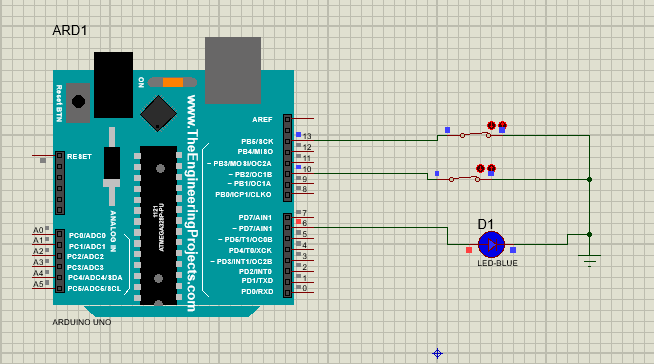 ARD1
ON
Reset BTN
www.TheEngineeringProjects.com
ANALOG IN
ATMEGA328P-PU
1121
RESET
AREF
PB5/SCK 13
PB4/MISO 12
~ PB3/MOSI/OC2A 11
~ PB2/OC1B 10
~ PB1/OC1A 9
PB0/ICP1/CLKO 8
PD7/AIN1 7
~ PD7/AIN1 6
~ PD5/T1/OC0B 5
PD4/T0/XCK 4
~ PD3/INT1/OC2B 3
PD2/INT0 2
PD1/TXD 1
PD0/RXD 0
A0 PC0/ADC0
A1 PC1/ADC1
A2 PC2/ADC2
A3 PC3/ADC3
A4 PC4/ADC4/SDA
A5 PC5/ADC5/SCL
ARDUINO UNO
D1
LED-BLUE